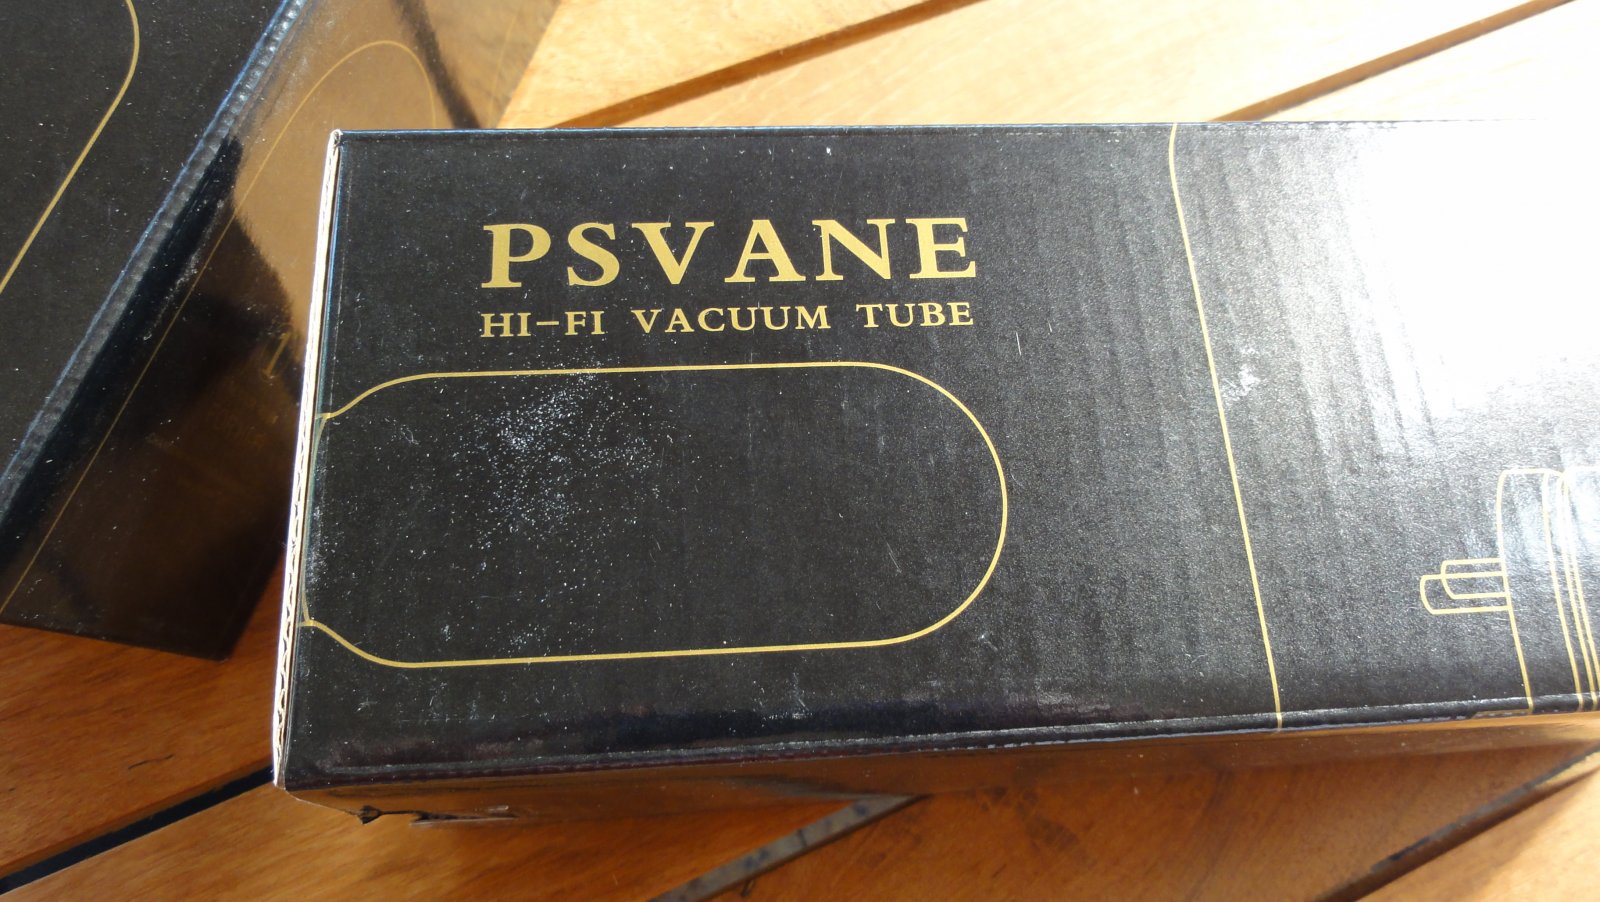 PSVANE
HI-FI VACUUM TUBE